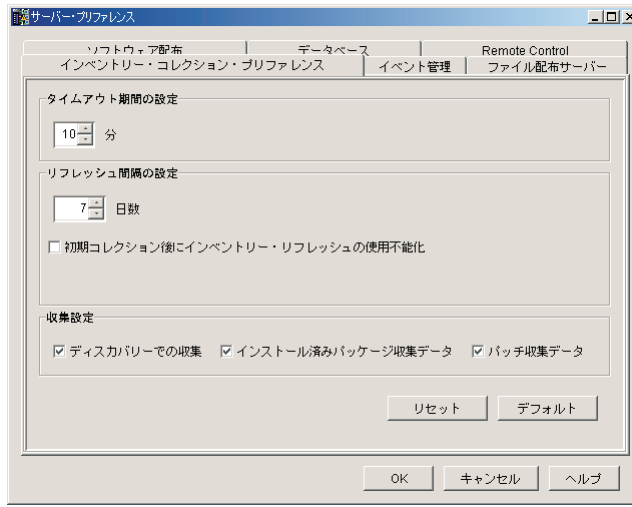 サーバー・プリファレンス
ソフトウェア配布 データベース Remote Control
インベントリー・コレクション・プリファレンス イベント管理 ファイル配布サーバー
タイムアウト期間の設定
10 分
リフレッシュ間隔の設定
7 日数
初期コレクション後にインベントリー・リフレッシュの使用不能化
収集設定
ディスカバリーでの収集 インストール済みパッケージ収集データ パッチ収集データ
リセット デフォルト
OK キャンセル ヘルプ